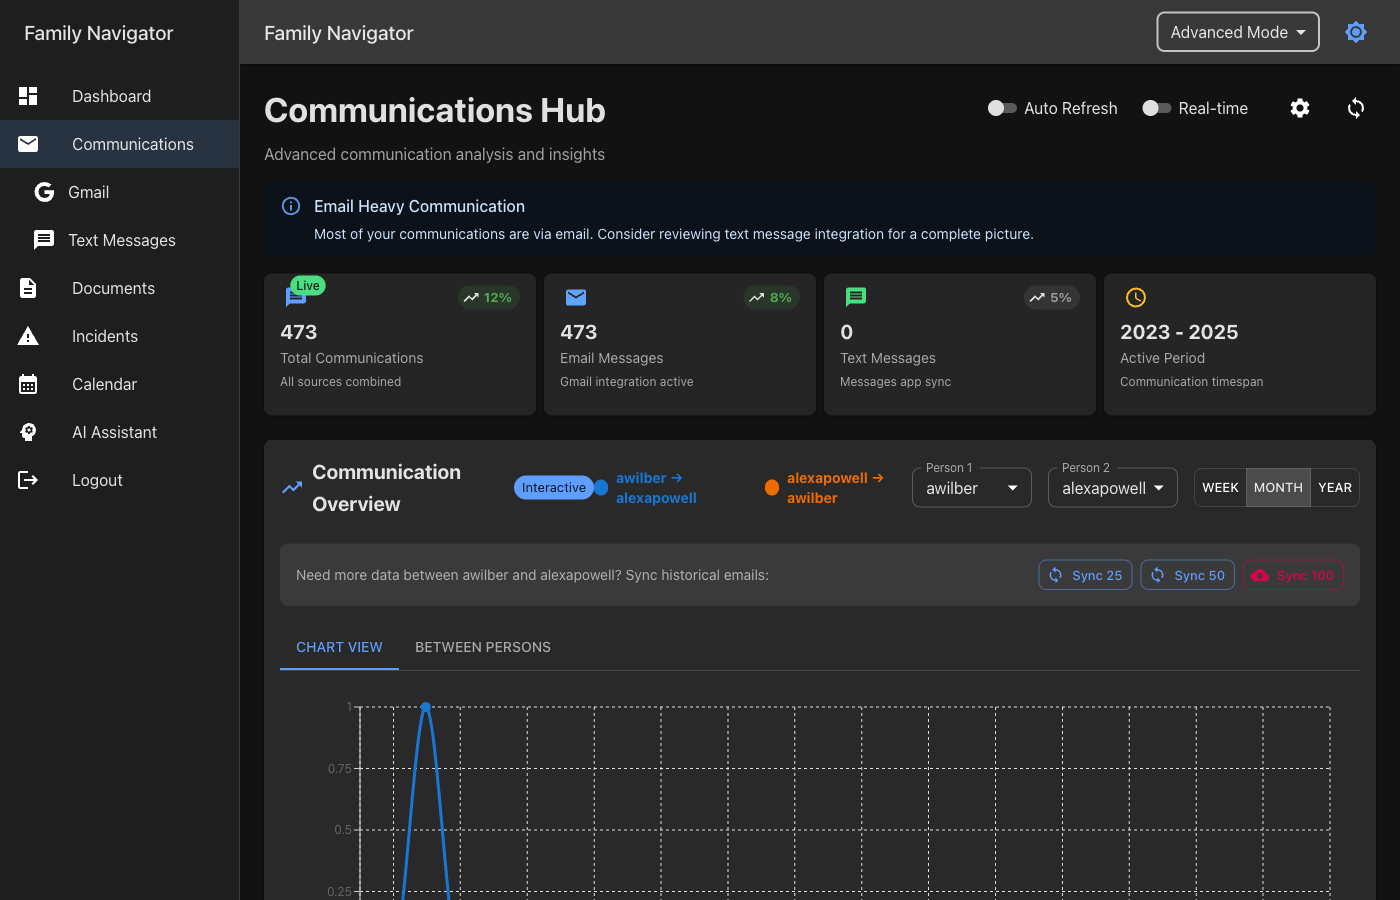 Family Navigator
Dashboard
Communications
Gmail
Text Messages
Documents
Incidents
Calendar
AI Assistant
Logout
Family Navigator
Advanced Mode
Communications Hub
Auto Refresh
Real-time
Advanced communication analysis and insights
Email Heavy Communication
Most of your communications are via email. Consider reviewing text message integration for a complete picture.
Live
12%
473
Total Communications
All sources combined
8%
473
Email Messages
Gmail integration active
5%
0
Text Messages
Messages app sync
2023 - 2025
Active Period
Communication timespan
Communication
Overview
Interactive
awilber →
alexapowell
alexapowell →
awilber
Person 1
awilber
Person 2
alexapowell
WEEK MONTH YEAR
Need more data between awilber and alexapowell? Sync historical emails:
Sync 25
Sync 50
Sync 100
CHART VIEW
BETWEEN PERSONS
1
0.75
0.5
0.25